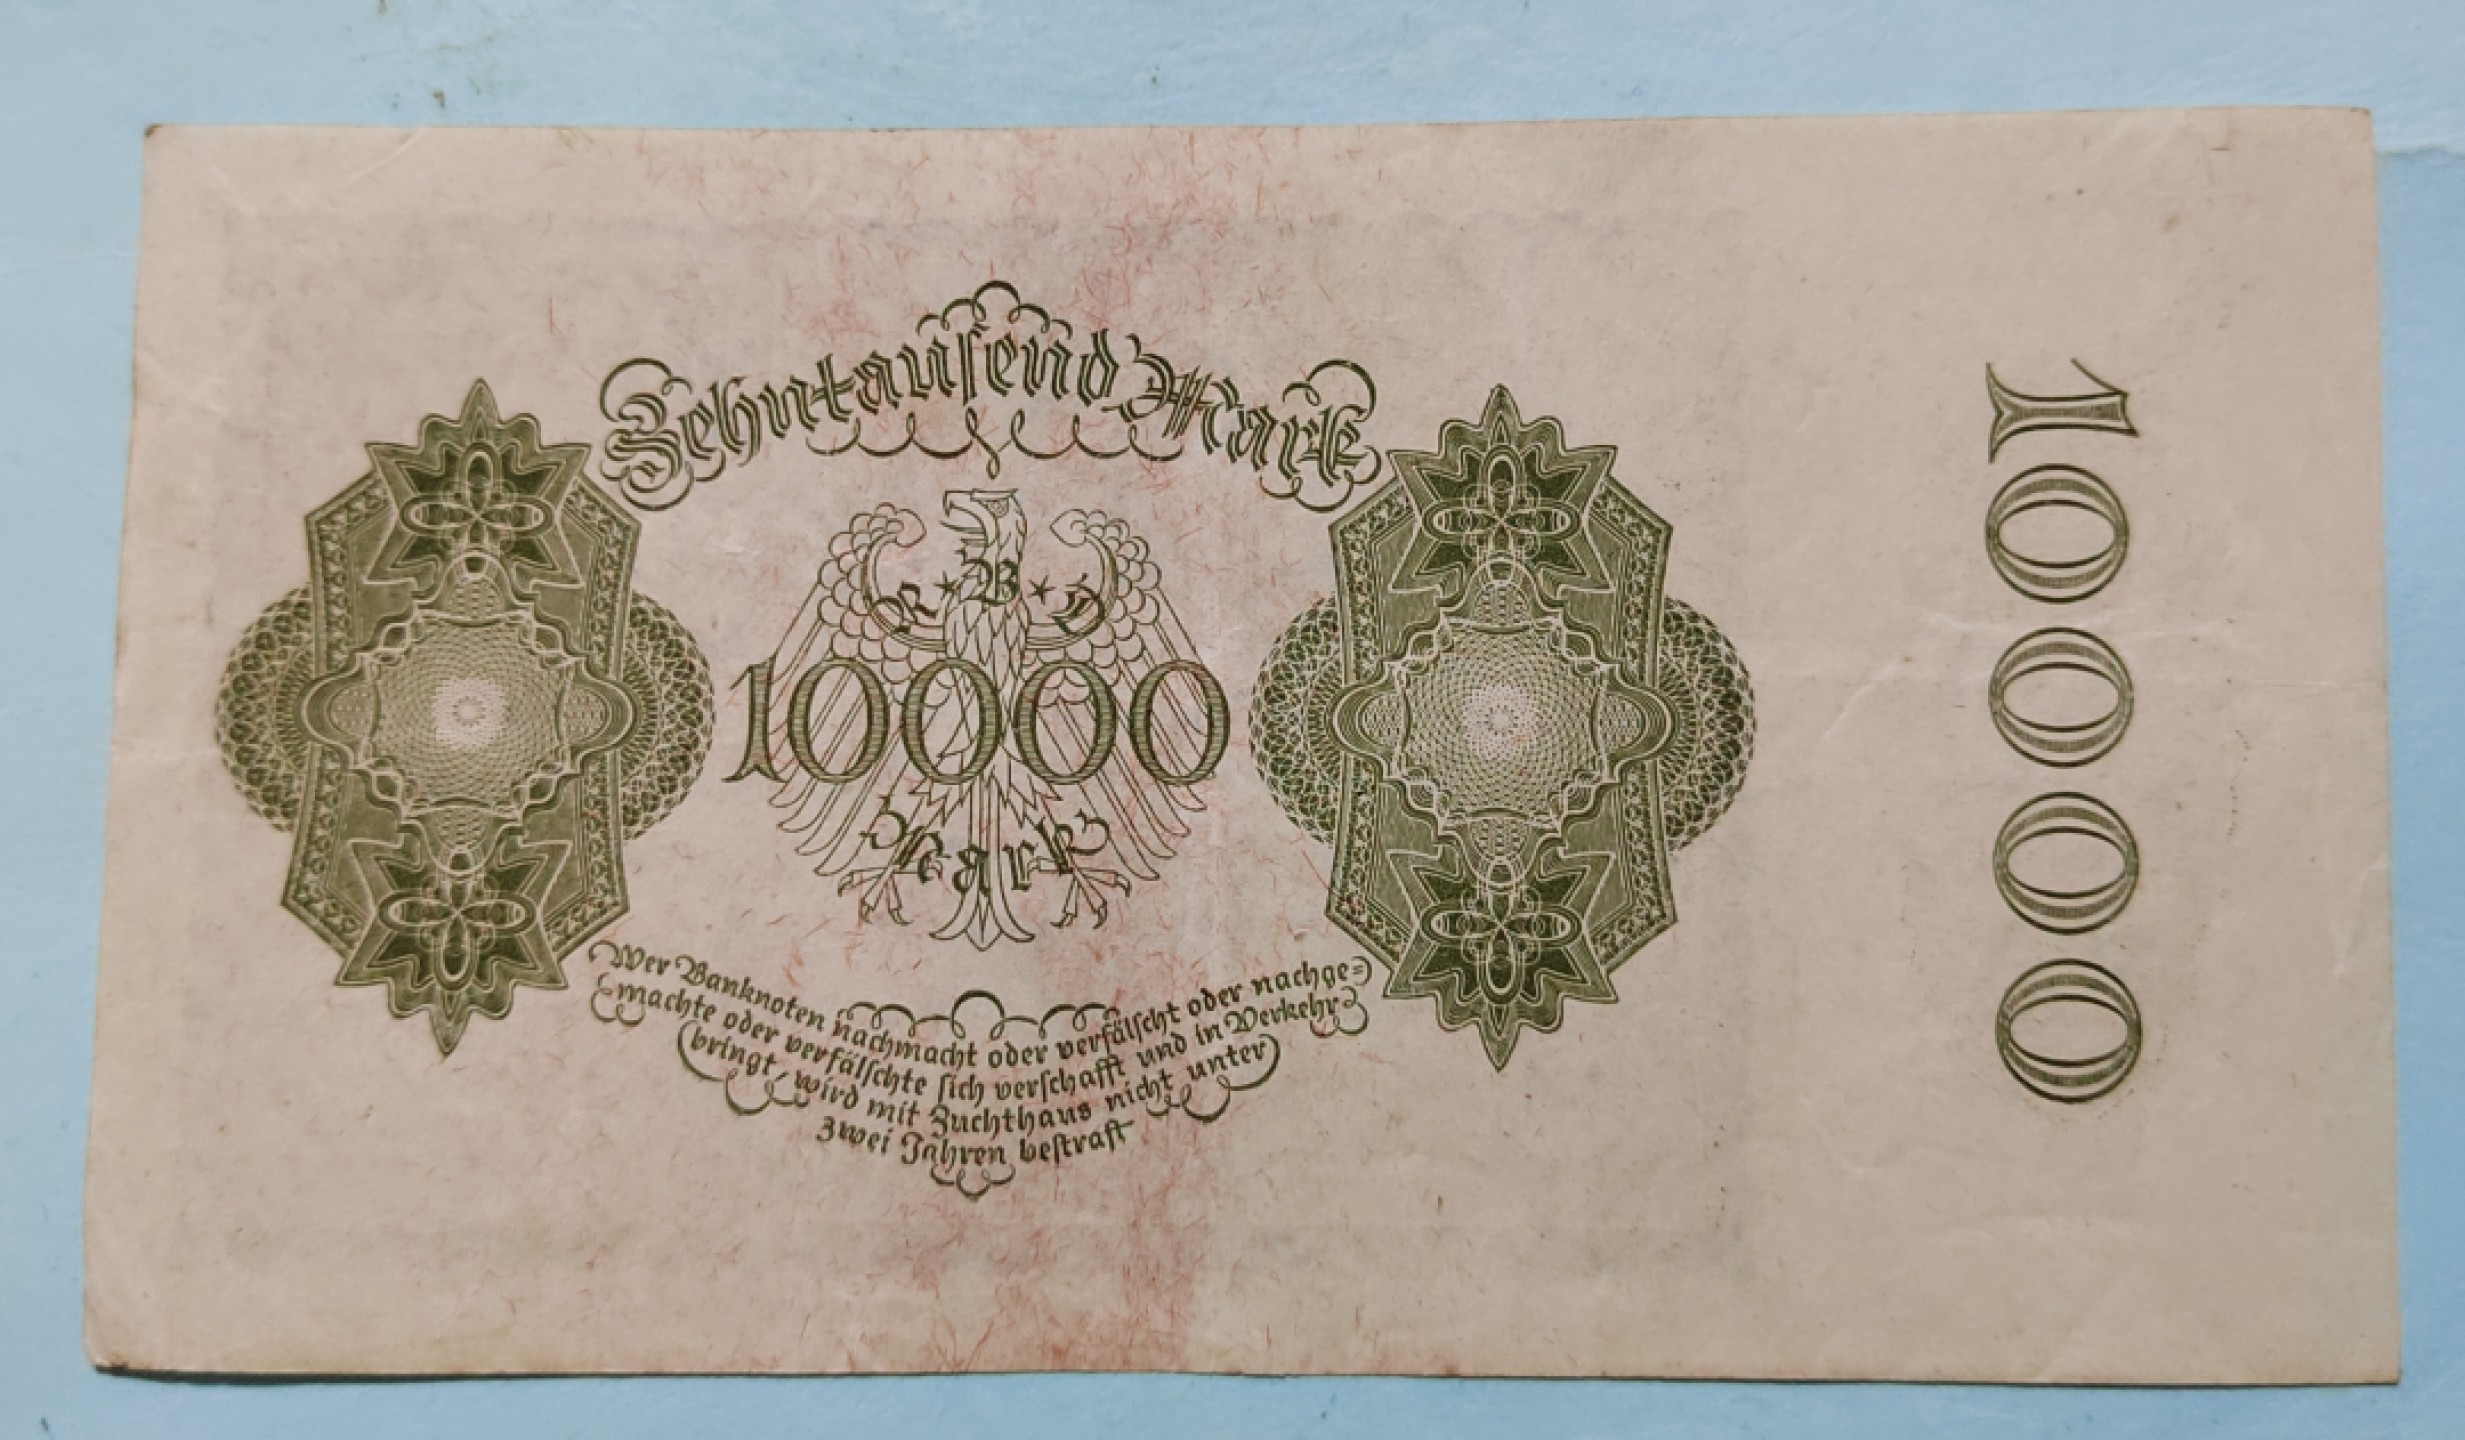 Zehntausend Mark
R*B*D
10000
Mark
Wer Banknoten nachmacht oder verfälscht oder nachge=
machte oder verfälschte sich verschafft und in Verkehr
bringt, wird mit Zuchthaus nicht unter
zwei Jahren bestraft
10000